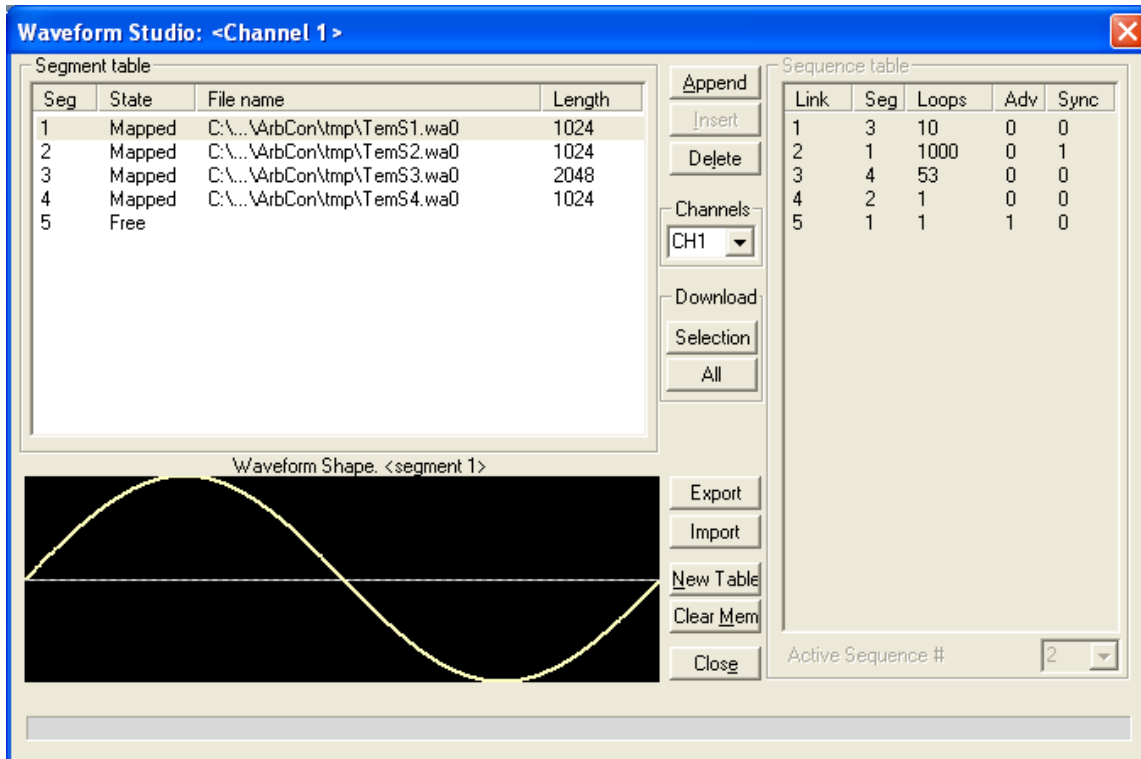 Waveform Studio: <Channel 1>
Segment table
Seg State File name Length
1 Mapped C:\...\ArbCon\tmp\TemS1.wa0 1024
2 Mapped C:\...\ArbCon\tmp\TemS2.wa0 1024
3 Mapped C:\...\ArbCon\tmp\TemS3.wa0 2048
4 Mapped C:\...\ArbCon\tmp\TemS4.wa0 1024
5 Free
Waveform Shape. <segment 1>
Append
Insert
Delete
Channels
CH1
Download
Selection
All
Export
Import
New Table
Clear Mem
Close
Sequence table
Link Seg Loops Adv Sync
1 3 10 0 0
2 1 1000 0 1
3 4 53 0 0
4 2 1 0 0
5 1 1 1 0
Active Sequence # 2